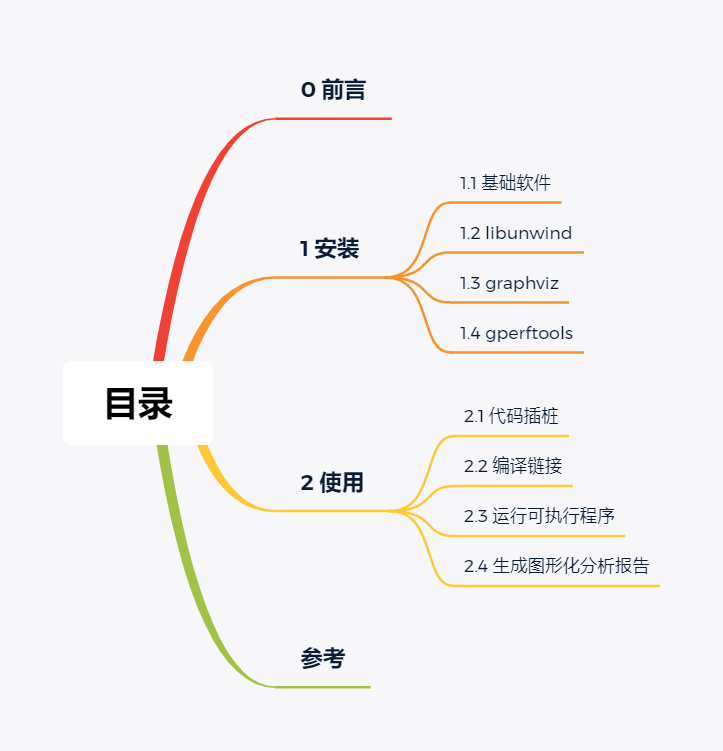 目录
0 前言
1 安装
1.1 基础软件
1.2 libunwind
1.3 graphviz
1.4 gperftools
2 使用
2.1 代码插桩
2.2 编译链接
2.3 运行可执行程序
2.4 生成图形化分析报告
参考